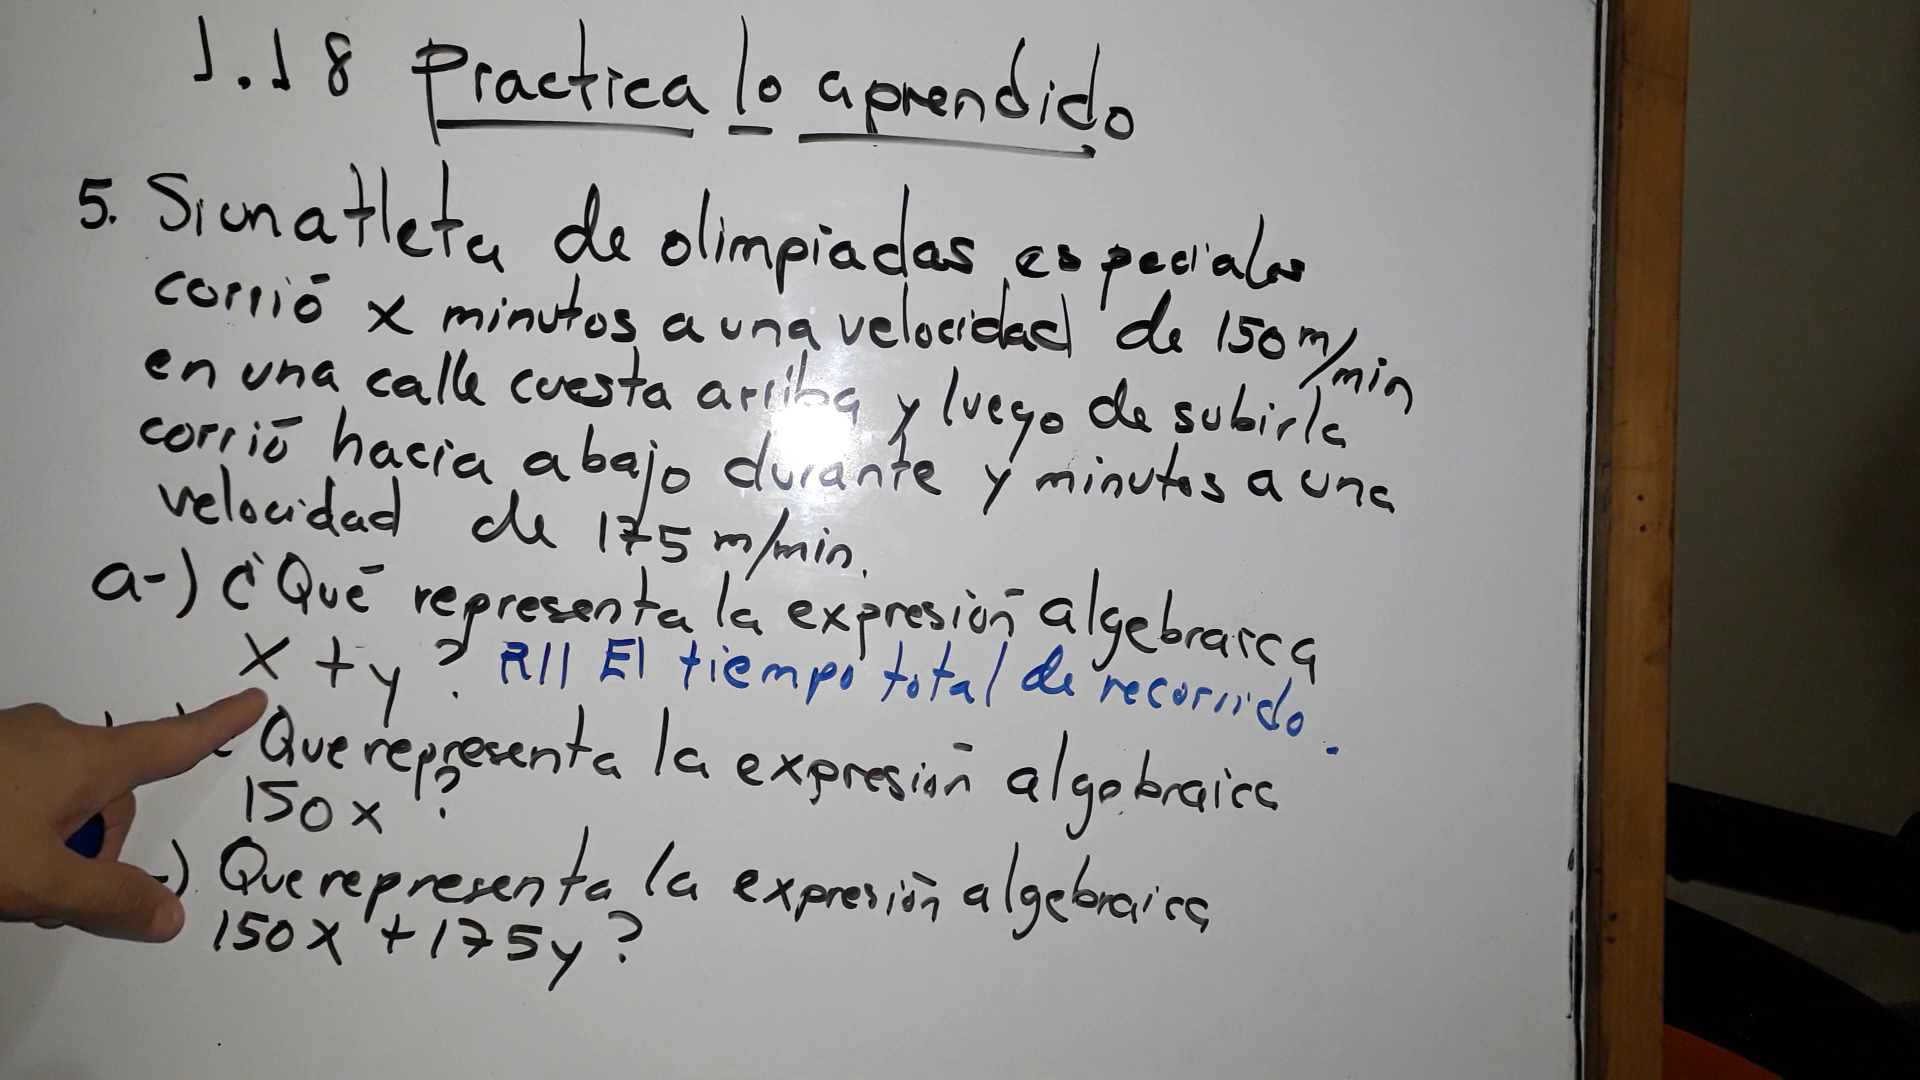 1.18 Practica lo aprendido
5. Si un atleta de olimpiadas especiales
corrió x minutos a una velocidad de 150 m/min
en una calle cuesta arriba y luego de subirla
corrió hacia abajo durante y minutos a una
velocidad de 175 m/min.
a-) ¿Qué representa la expresión algebraica
x + y? R// El tiempo total de recorrido.
Que representa la expresión algebraica
150x?
-) Que representa la expresión algebraica
150x + 175y?